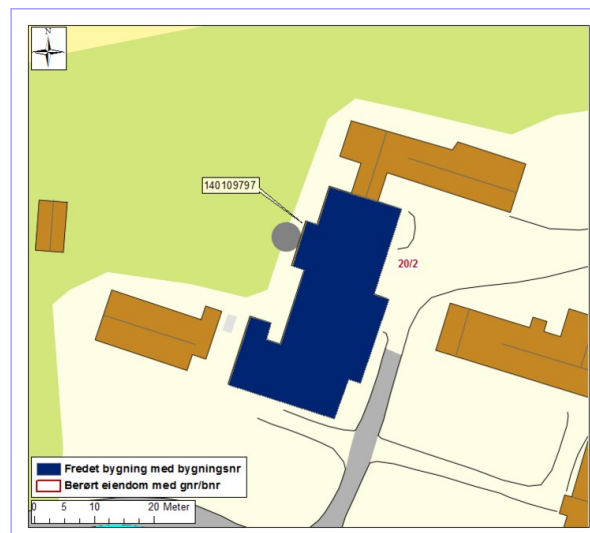 N
140109797
20/2
Fredet bygning med bygningsnr
Berørt eiendom med gnr/bnr
0 5 10 20 Meter